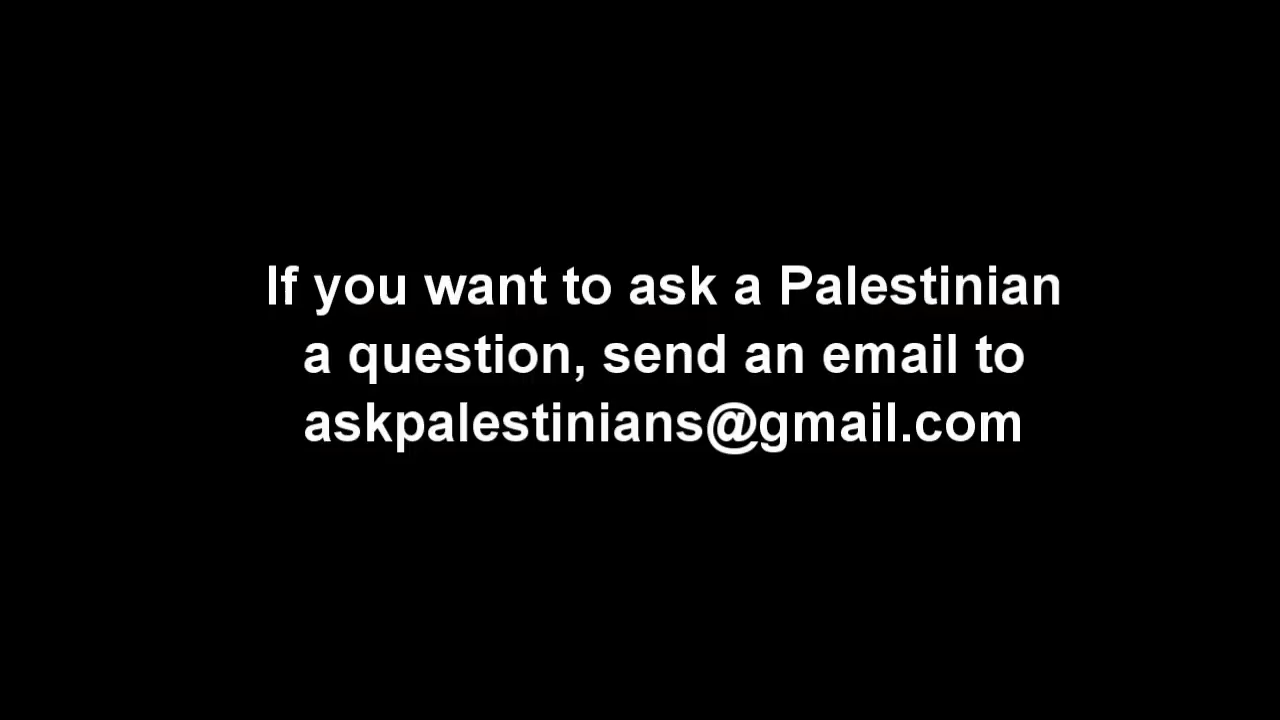 If you want to ask a Palestinian
a question, send an email to
askpalestinians@gmail.com